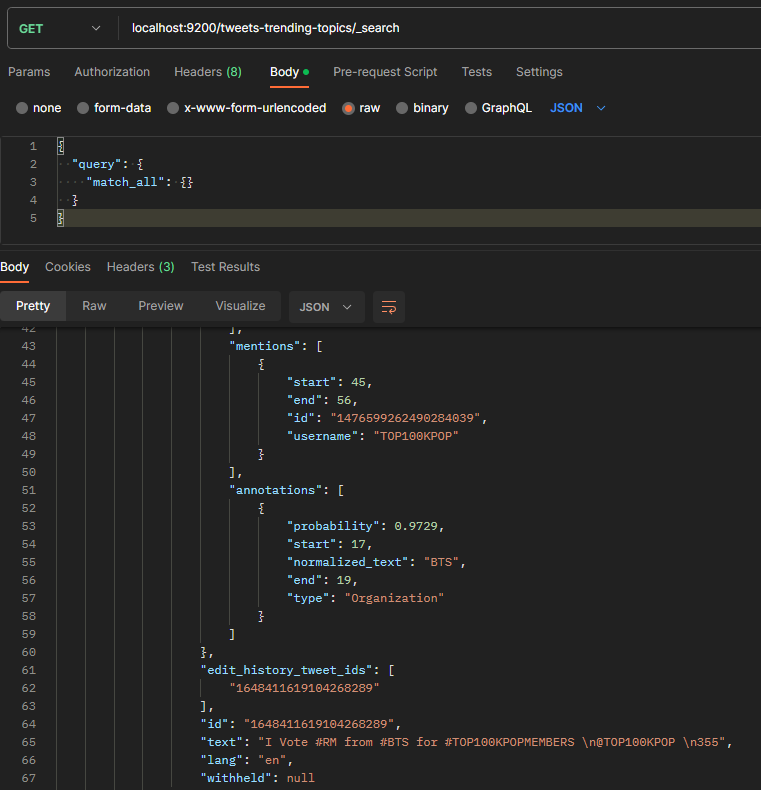 GET localhost:9200/tweets-trending-topics/_search
Params Authorization Headers (8) Body Pre-request Script Tests Settings
none form-data x-www-form-urlencoded raw binary GraphQL JSON
1 {
2 "query": {
3 "match_all": {}
4 }
5 }
Body Cookies Headers (3) Test Results
Pretty Raw Preview Visualize JSON
42 ],
43 "mentions": [
44 {
45 "start": 45,
46 "end": 56,
47 "id": "1476599262490284039",
48 "username": "TOP100KPOP"
49 }
50 ],
51 "annotations": [
52 {
53 "probability": 0.9729,
54 "start": 17,
55 "normalized_text": "BTS",
56 "end": 19,
57 "type": "Organization"
58 }
59 ]
60 },
61 "edit_history_tweet_ids": [
62 "1648411619104268289"
63 ],
64 "id": "1648411619104268289",
65 "text": "I Vote #RM from #BTS for #TOP100KPOPMEMBERS \n@TOP100KPOP \n355",
66 "lang": "en",
67 "withheld": null